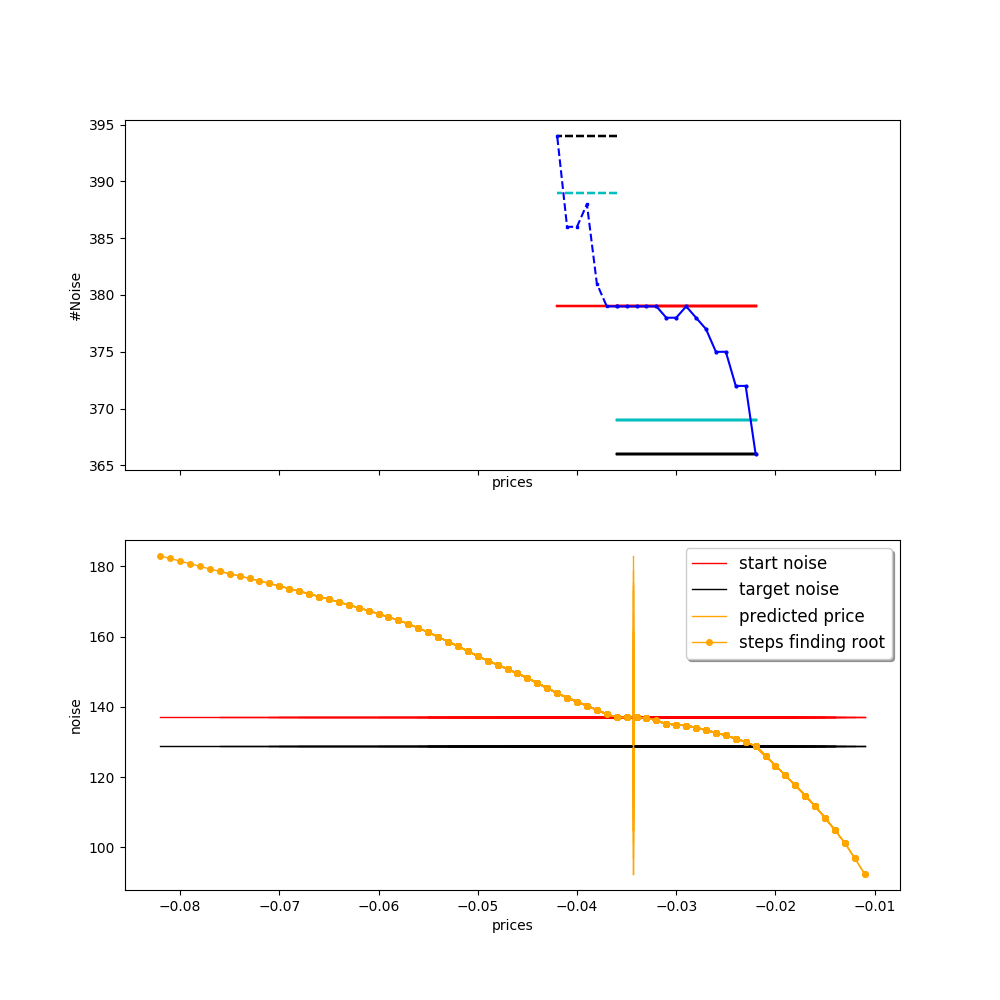 395
390
385
380
375
370
365
#Noise
prices
180
160
140
120
100
noise
start noise
target noise
predicted price
steps finding root
−0.08 −0.07 −0.06 −0.05 −0.04 −0.03 −0.02 −0.01
prices